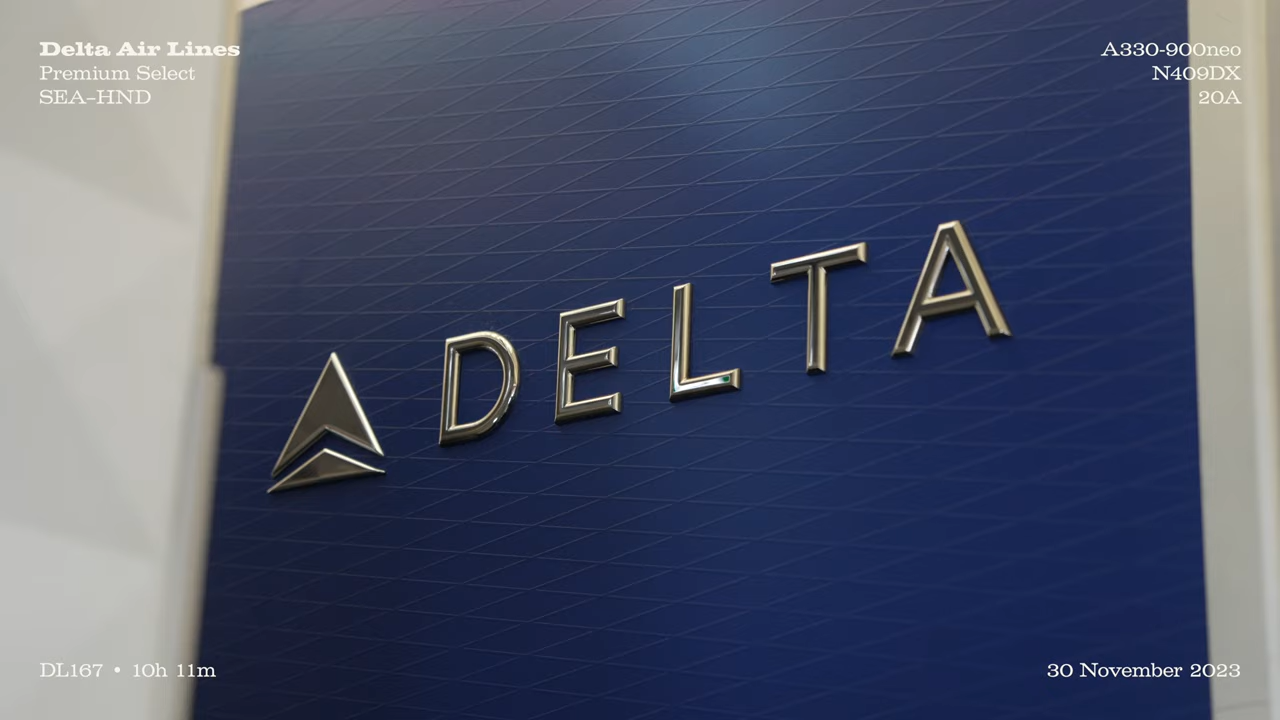 Delta Air Lines
Premium Select
SEA–HND
A330-900neo
N409DX
20A
DELTA
DL167 • 10h 11m
30 November 2023